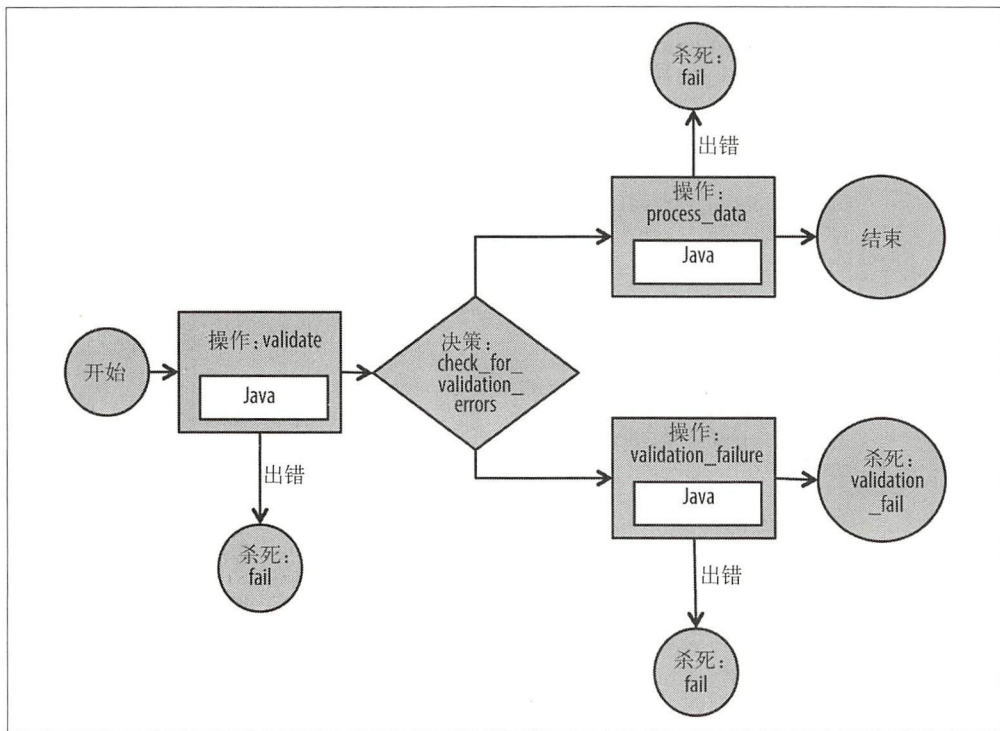 杀死：
fail
出错
操作：
process_data
Java
结束
开始
操作：validate
Java
出错
杀死：
fail
决策：
check_for_
validation_
errors
操作：
validation_failure
Java
杀死：
validation
_fail
出错
杀死：
fail